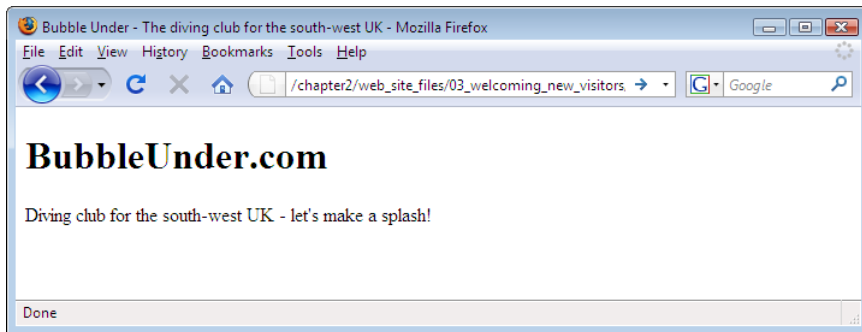 Bubble Under - The diving club for the south-west UK - Mozilla Firefox
File Edit View History Bookmarks Tools Help
/chapter2/web_site_files/03_welcoming_new_visitors, G Google
BubbleUnder.com
Diving club for the south-west UK - let's make a splash!
Done